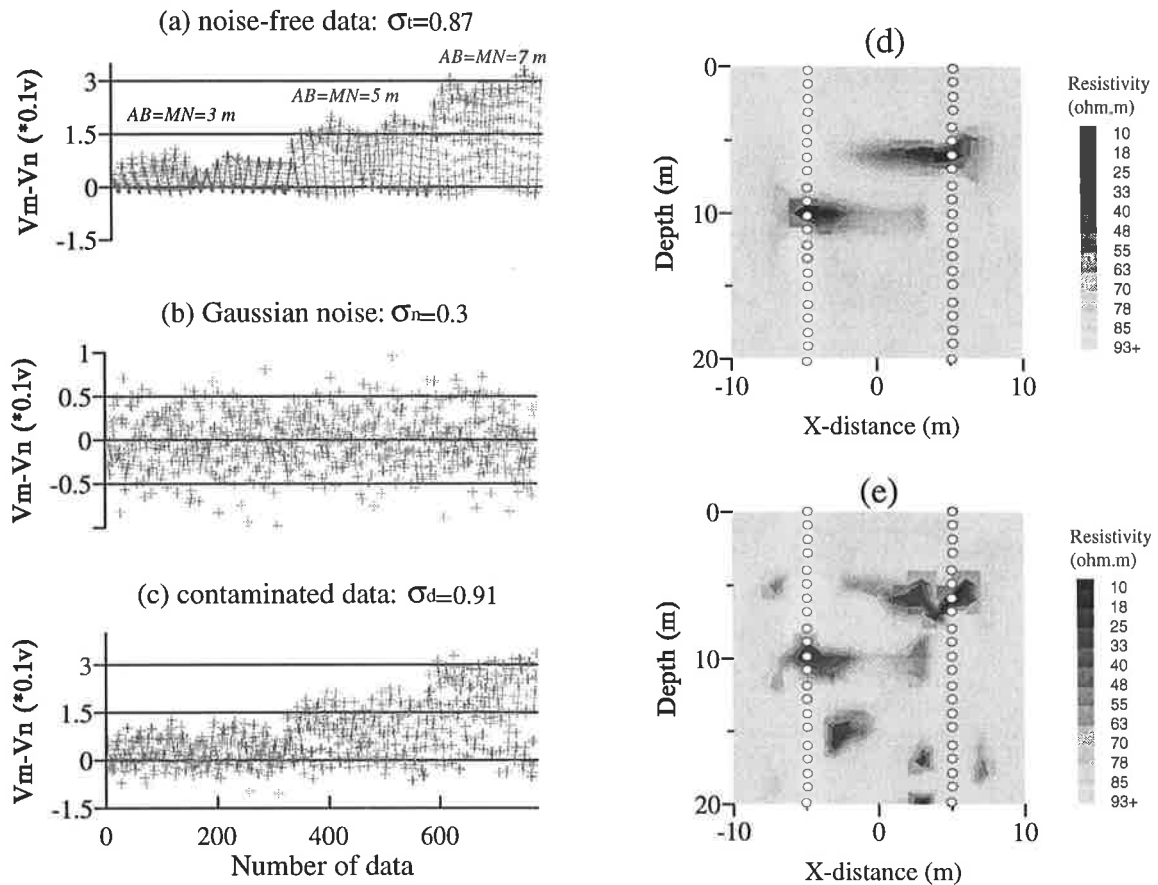 (a) noise-free data: σt=0.87
Vm-Vn (*0.1v)
3
1.5
0
-1.5
AB=MN=3 m
AB=MN=5 m
AB=MN=7 m
(b) Gaussian noise: σn=0.3
Vm-Vn (*0.1v)
1
0.5
0
-0.5
(c) contaminated data: σd=0.91
Vm-Vn (*0.1v)
3
1.5
0
-1.5
0 200 400 600
Number of data
(d)
Depth (m)
0
10
20
-10 0 10
X-distance (m)
Resistivity
(ohm.m)
10
18
25
33
40
48
55
63
70
78
85
93+
(e)
Depth (m)
0
10
20
-10 0 10
X-distance (m)
Resistivity
(ohm.m)
10
18
25
33
40
48
55
63
70
78
85
93+